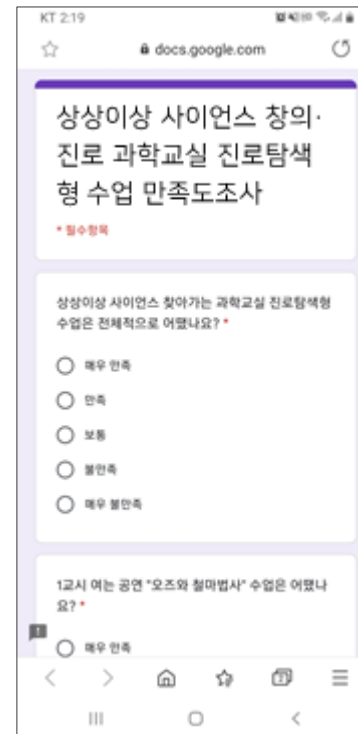 KT 2:19
docs.google.com
상상이상 사이언스 창의·
진로 과학교실 진로탐색
형 수업 만족도조사
* 필수항목
상상이상 사이언스 찾아가는 과학교실 진로탐색형
수업은 전체적으로 어땠나요? *
매우 만족
만족
보통
불만족
매우 불만족
1교시 여는 공연 "오즈와 철마법사" 수업은 어땠나
요? *
매우 만족